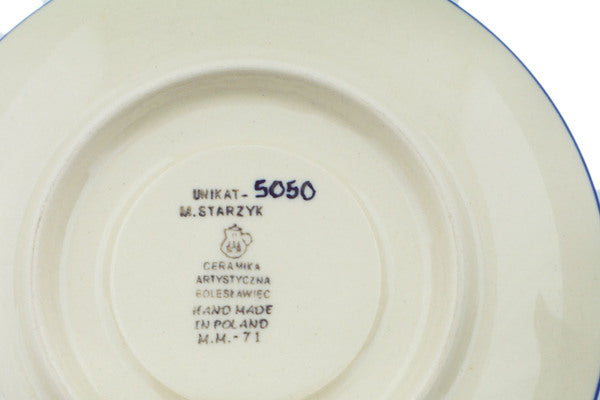 UNIKAT- 5050
M.STARZYK
CERAMIKA
ARTYSTYCZNA
BOLESŁAWIEC
HAND MADE
IN POLAND
M.M.-71